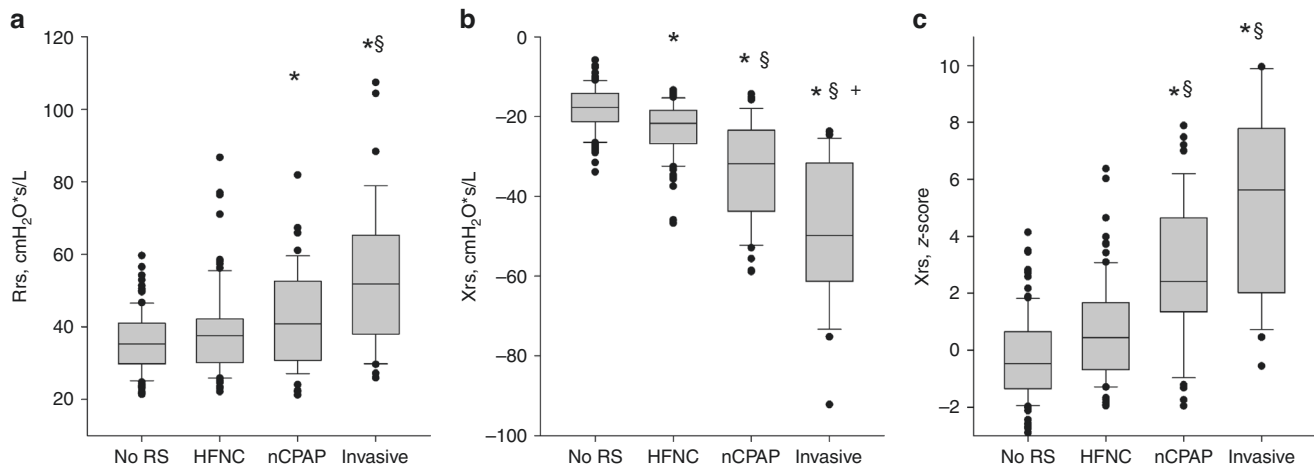 a
120
100
80
60
40
20
Rrs, cmH₂O*s/L
*
*§
No RS HFNC nCPAP Invasive
b
0
–20
–40
–60
–80
–100
Xrs, cmH₂O*s/L
*
* §
* § +
No RS HFNC nCPAP Invasive
c
10
8
6
4
2
0
–2
Xrs, z-score
*§
*§
No RS HFNC nCPAP Invasive